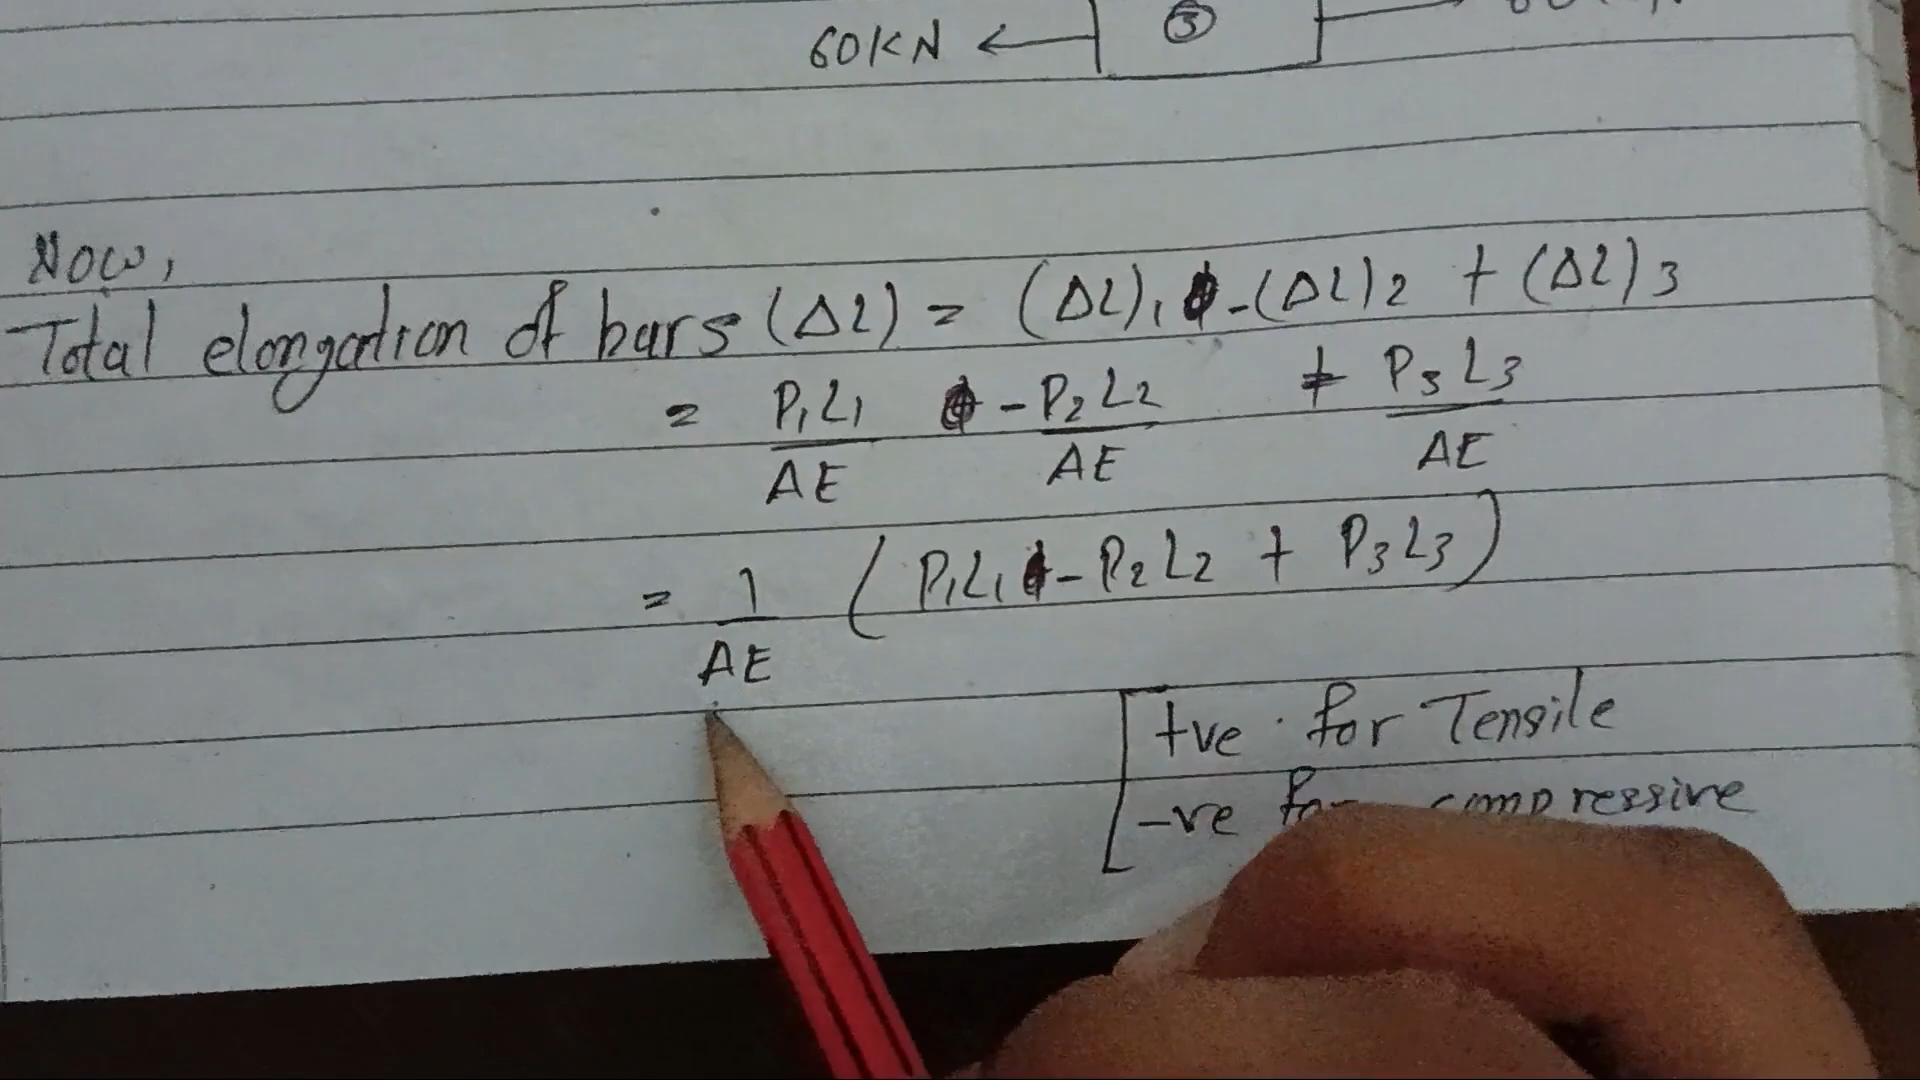 60KN ← ③
Now,
Total elongation of bars (ΔL) = (ΔL)1 - (ΔL)2 + (ΔL)3
= P1L1/AE - P2L2/AE + P3L3/AE
= 1/AE (P1L1 - P2L2 + P3L3)
+ve for Tensile
-ve for compressive